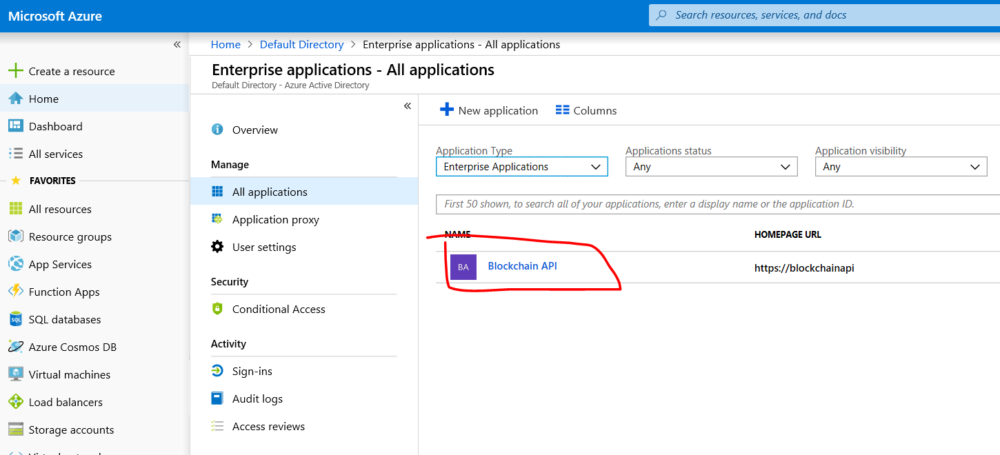 Microsoft Azure
Search resources, services, and docs
«
Home > Default Directory > Enterprise applications - All applications
Create a resource
Home
Dashboard
All services
FAVORITES
All resources
Resource groups
App Services
Function Apps
SQL databases
Azure Cosmos DB
Virtual machines
Load balancers
Storage accounts
Enterprise applications - All applications
Default Directory - Azure Active Directory
«
Overview
Manage
All applications
Application proxy
User settings
Security
Conditional Access
Activity
Sign-ins
Audit logs
Access reviews
New application
Columns
Application Type
Applications status
Application visibility
Enterprise Applications
Any
Any
First 50 shown, to search all of your applications, enter a display name or the application ID.
NAME
HOMEPAGE URL
BA
Blockchain API
https://blockchainapi